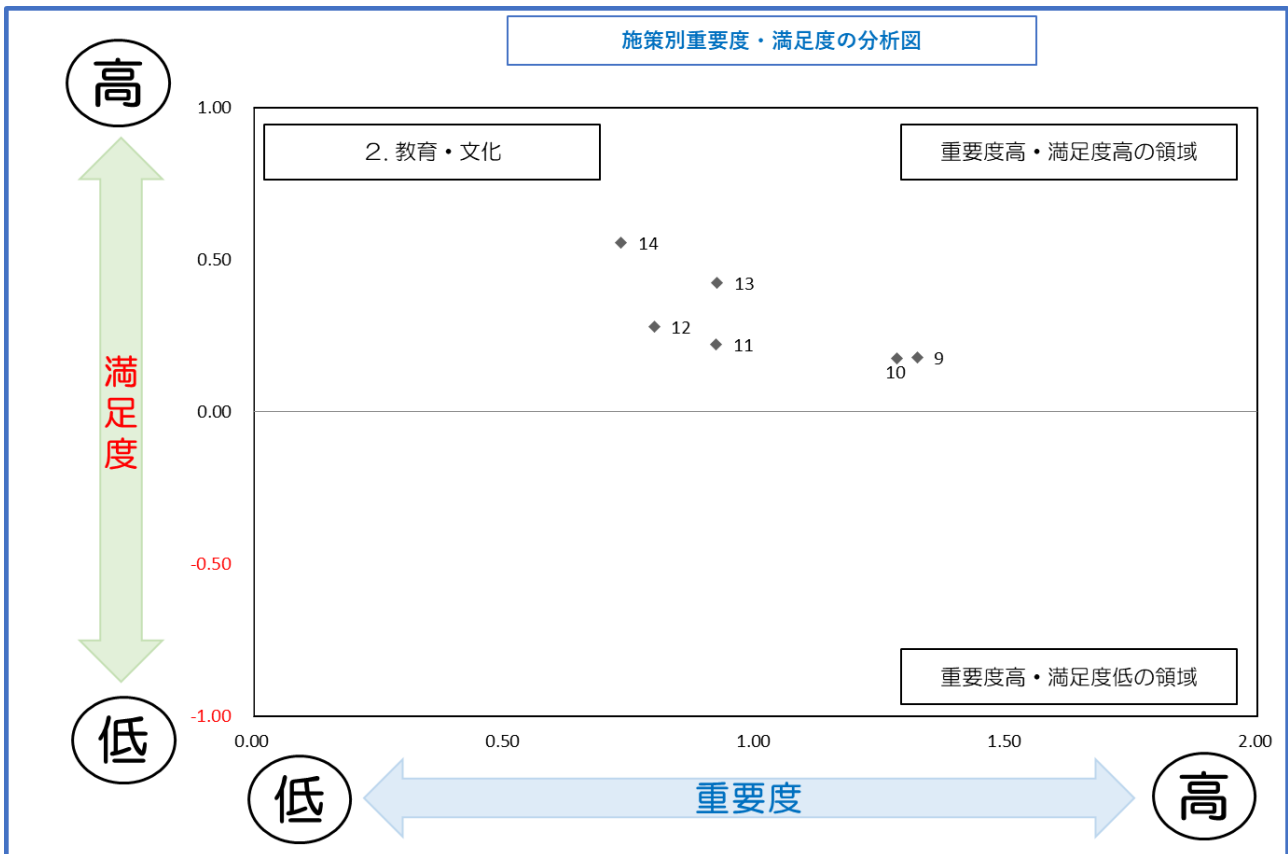 施策別重要度・満足度の分析図
高
1.00
２.教育・文化
重要度高・満足度高の領域
14
0.50
13
12
11
9
10
満足度
0.00
-0.50
重要度高・満足度低の領域
低
-1.00
0.00
0.50
1.00
1.50
2.00
低
重要度
高